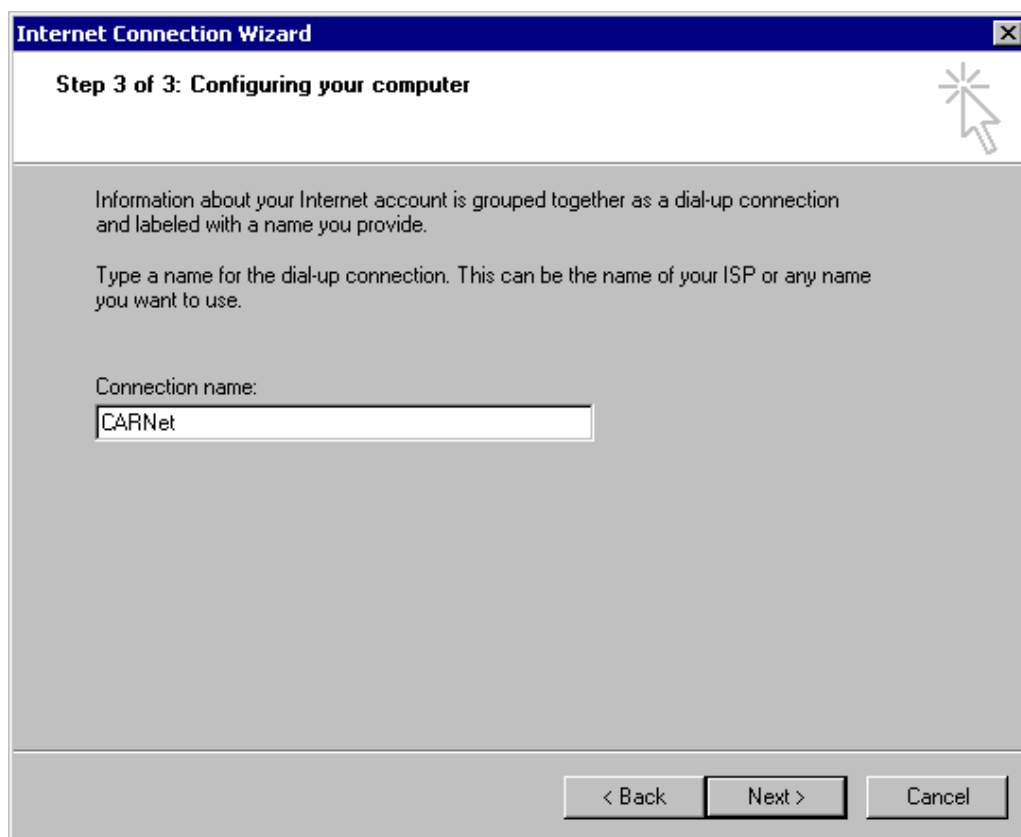 Internet Connection Wizard
Step 3 of 3: Configuring your computer
Information about your Internet account is grouped together as a dial-up connection
and labeled with a name you provide.
Type a name for the dial-up connection. This can be the name of your ISP or any name
you want to use.
Connection name:
CARNet
< Back Next > Cancel